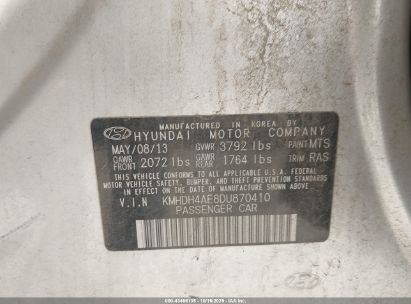 MANUFACTURED IN KOREA BY
HYUNDAI MOTOR COMPANY
MAY/08/13 GVWR 3792 lbs PAINT MTS
GAWR FRONT 2072 lbs GAWR REAR 1764 lbs TRIM RAS
THIS VEHICLE CONFORMS TO ALL APPLICABLE U.S.A FEDERAL
MOTOR VEHICLE SAFETY, BUMPER, AND THEFT PREVENTION STANDARDS
IN EFFECT ON THE DATE OF MANUFACTURE SHOWN ABOVE.
V.I.N KMHDH4AE8DU870410
PASSENGER CAR